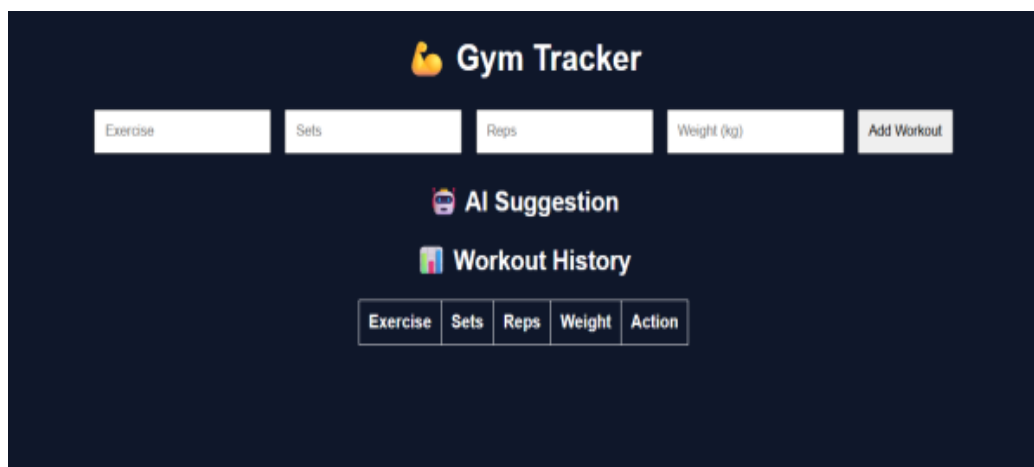 💪 Gym Tracker
Exercise Sets Reps Weight (kg) Add Workout
🤖 AI Suggestion
📊 Workout History
Exercise Sets Reps Weight Action